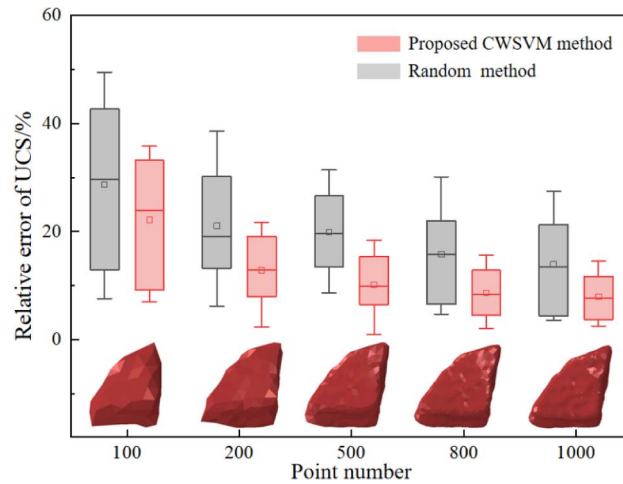 60
40
20
0
Relative error of UCS/%
Proposed CWSVM method
Random method
100 200 500 800 1000
Point number